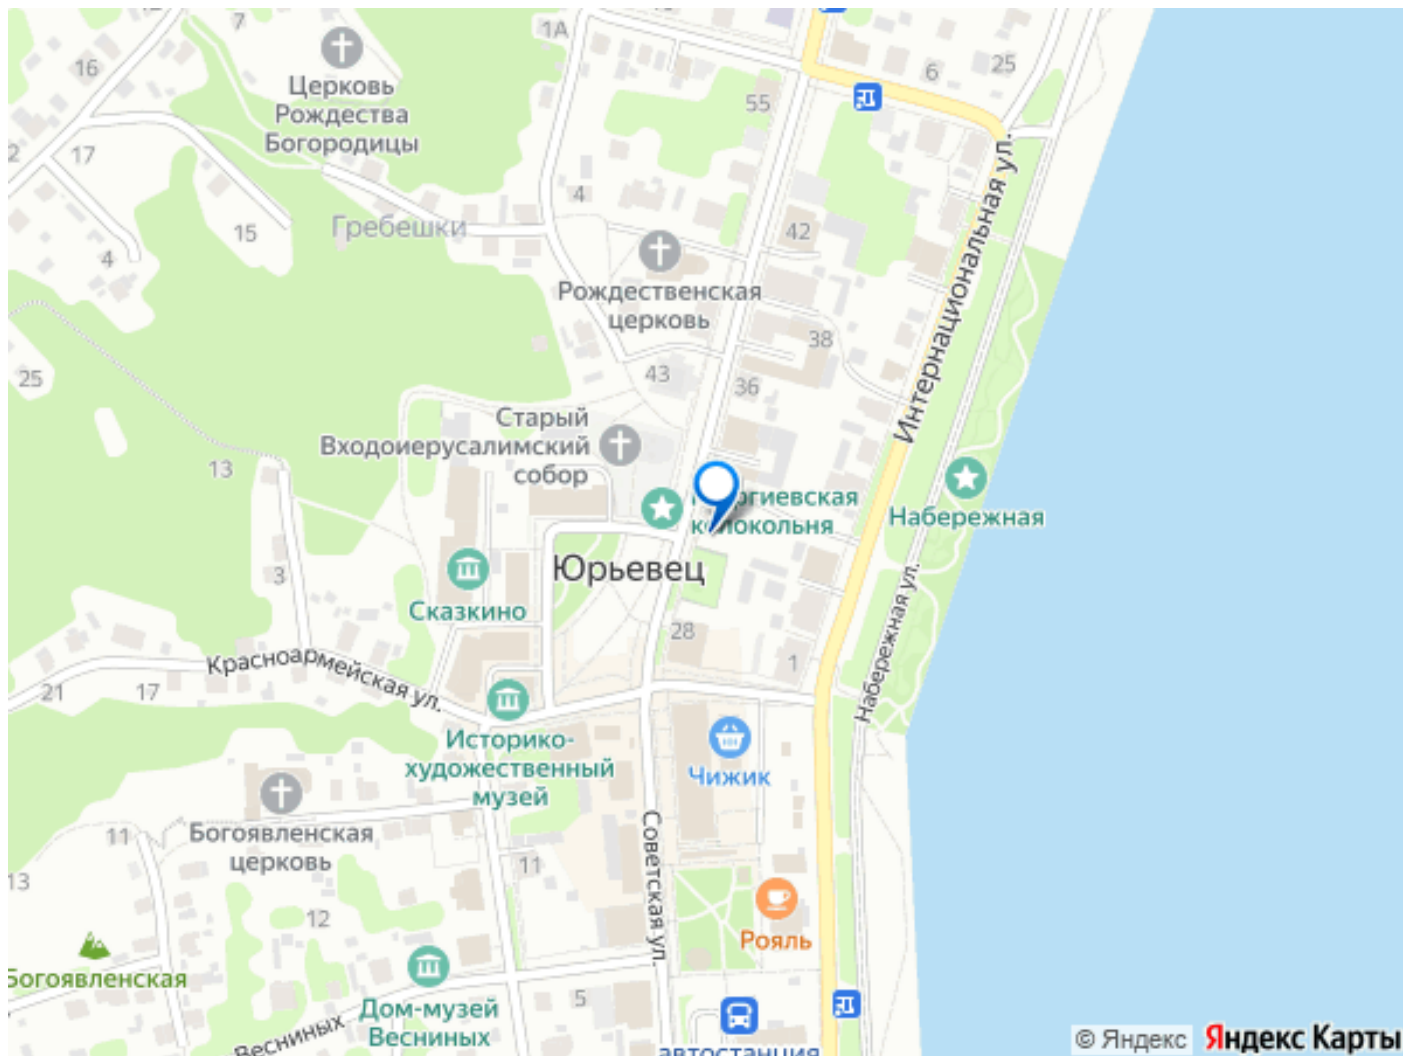 7
1А
16
Церковь
Рождества
Богородицы
6
25
55
17
4
Гребешки
15
4
42
Рождественская
церковь
Интернациональная ул.
38
25
43
36
Старый
Входоиерусалимский
собор
13
колокольня
Набережная
Юрьевец
3
Сказкино
28
1
Набережная ул.
Красноармейская ул.
21
17
Историко-
художественный
музей
Чижик
11
Богоявленская
церковь
Советская ул.
11
13
12
Рояль
Богоявленская
5
Дом-музей
Весниных
Весниных
автостанция
© Яндекс Яндекс Карты